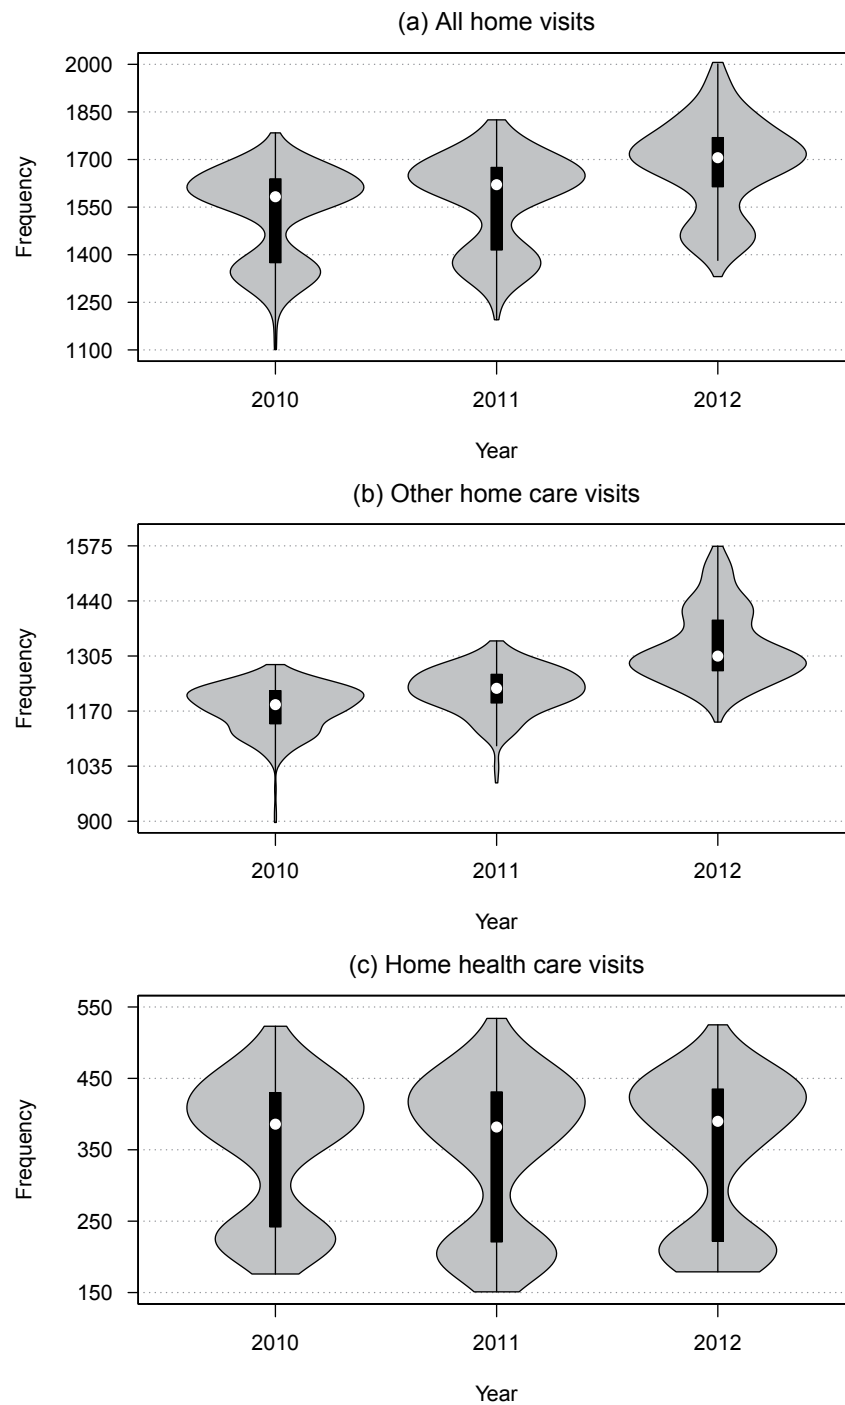 (a) All home visits
2000
1850
1700
1550
1400
1250
1100
Frequency
2010 2011 2012
Year
(b) Other home care visits
1575
1440
1305
1170
1035
900
Frequency
2010 2011 2012
Year
(c) Home health care visits
550
450
350
250
150
Frequency
2010 2011 2012
Year